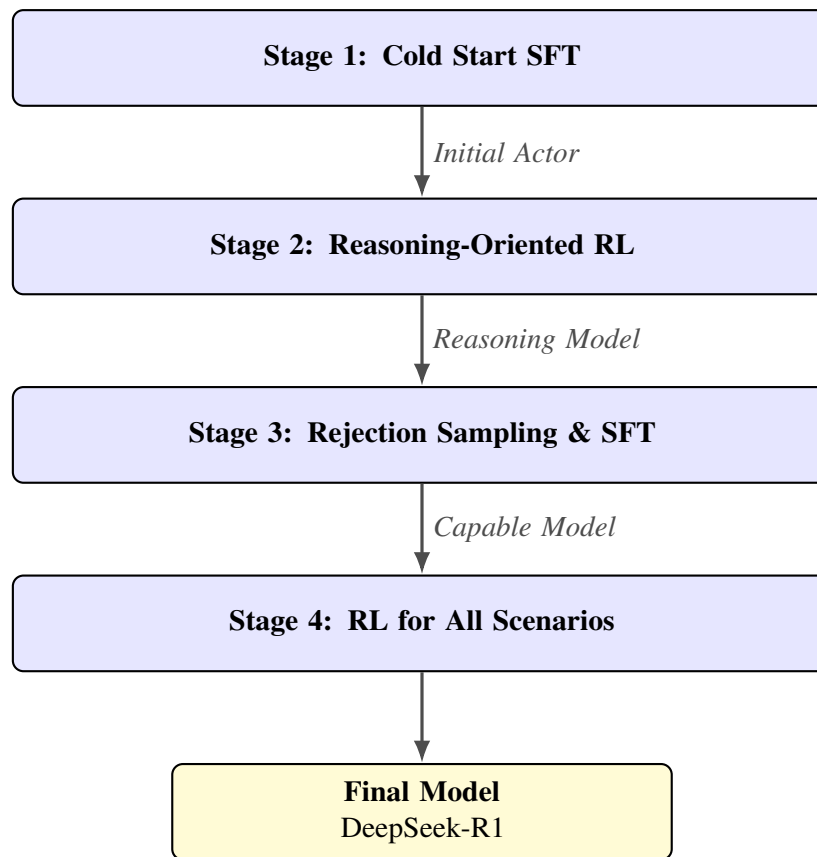 Stage 1: Cold Start SFT
Initial Actor
Stage 2: Reasoning-Oriented RL
Reasoning Model
Stage 3: Rejection Sampling & SFT
Capable Model
Stage 4: RL for All Scenarios
Final Model
DeepSeek-R1